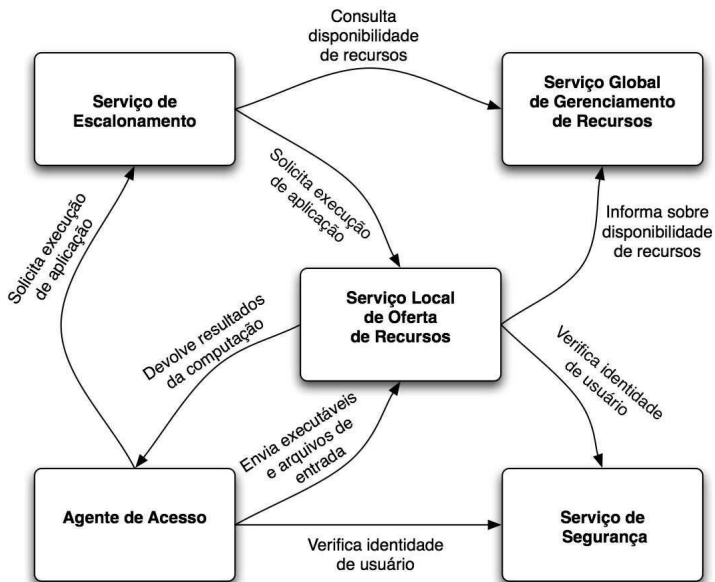 Consulta
disponibilidade
de recursos
Serviço de
Escalonamento
Serviço Global
de Gerenciamento
de Recursos
Solicita execução
de aplicação
Solicita execução
de aplicação
Informa sobre
disponibilidade
de recursos
Serviço Local
de Oferta
de Recursos
Devolve resultados
da computação
Verifica identidade
de usuário
Envia executáveis
e arquivos de
entrada
Agente de Acesso
Serviço de
Segurança
Verifica identidade
de usuário